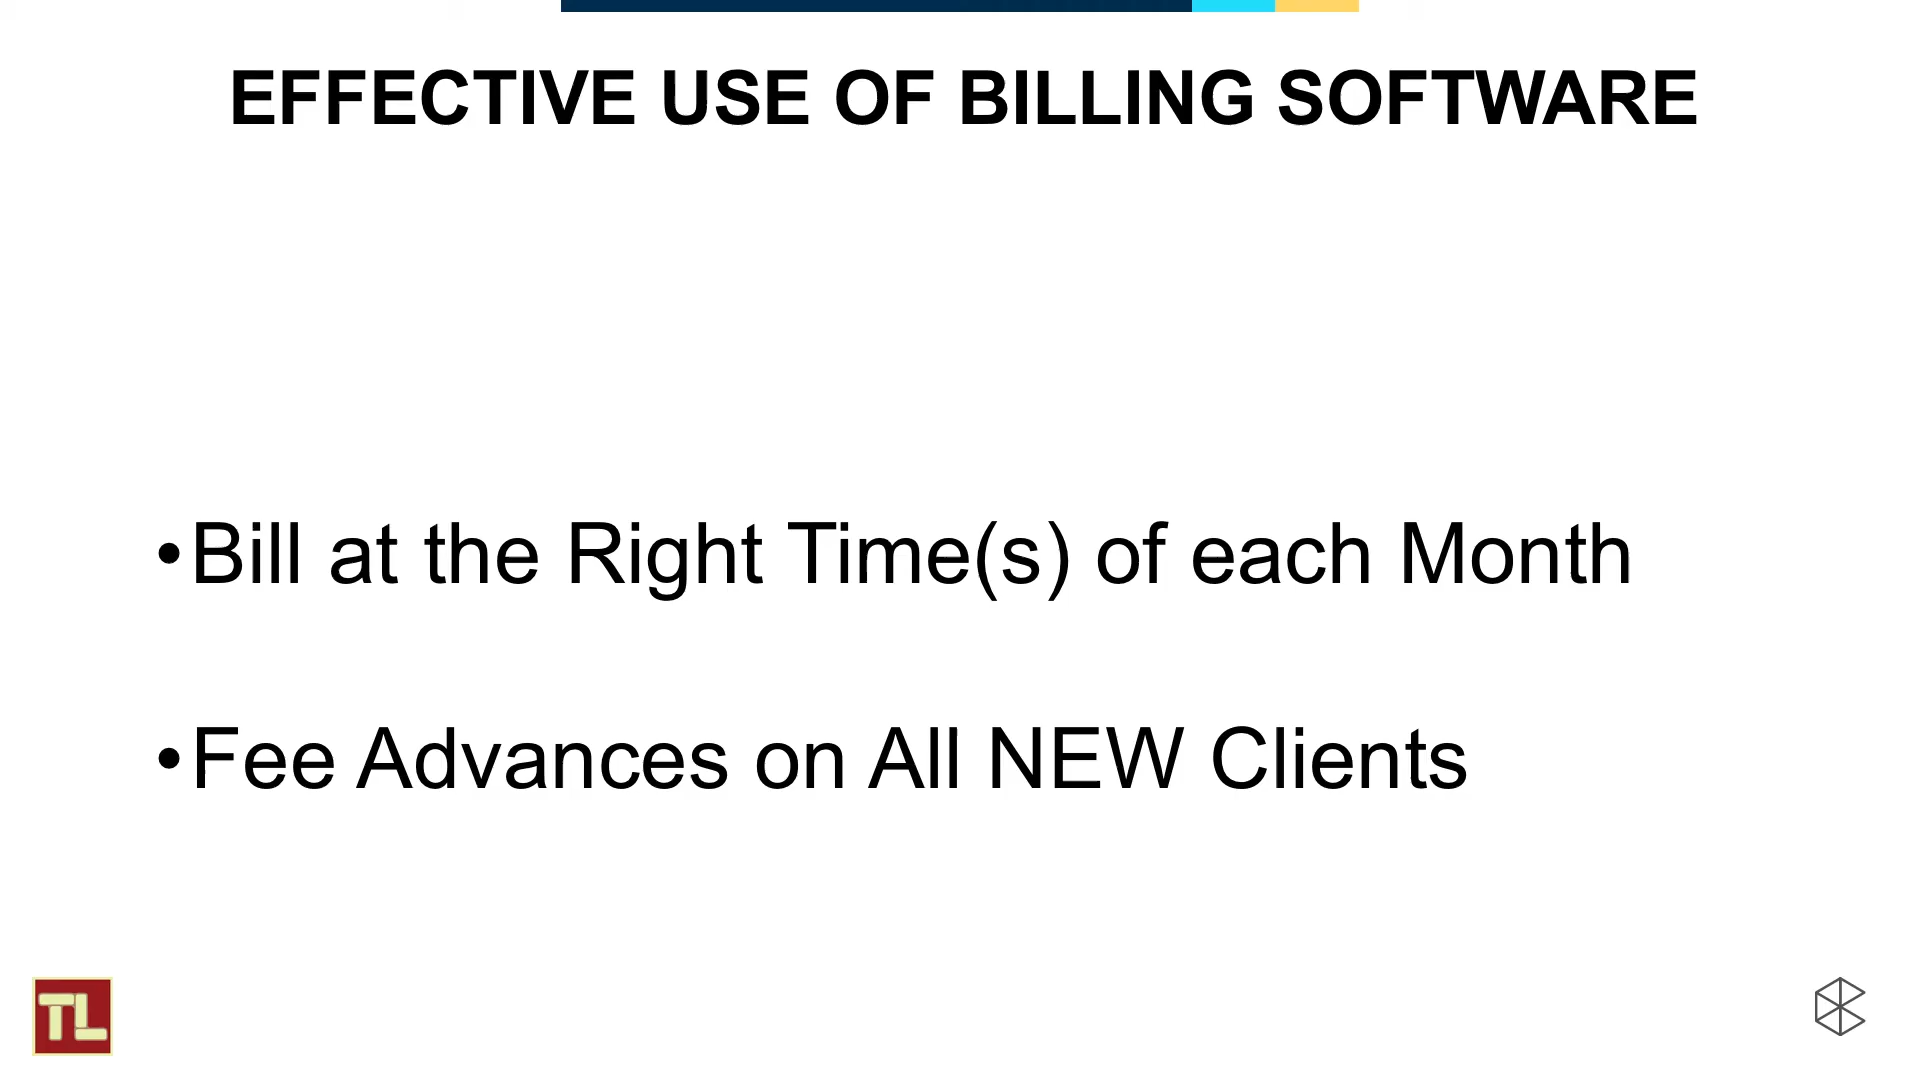 EFFECTIVE USE OF BILLING SOFTWARE
•Bill at the Right Time(s) of each Month
•Fee Advances on All NEW Clients
TL